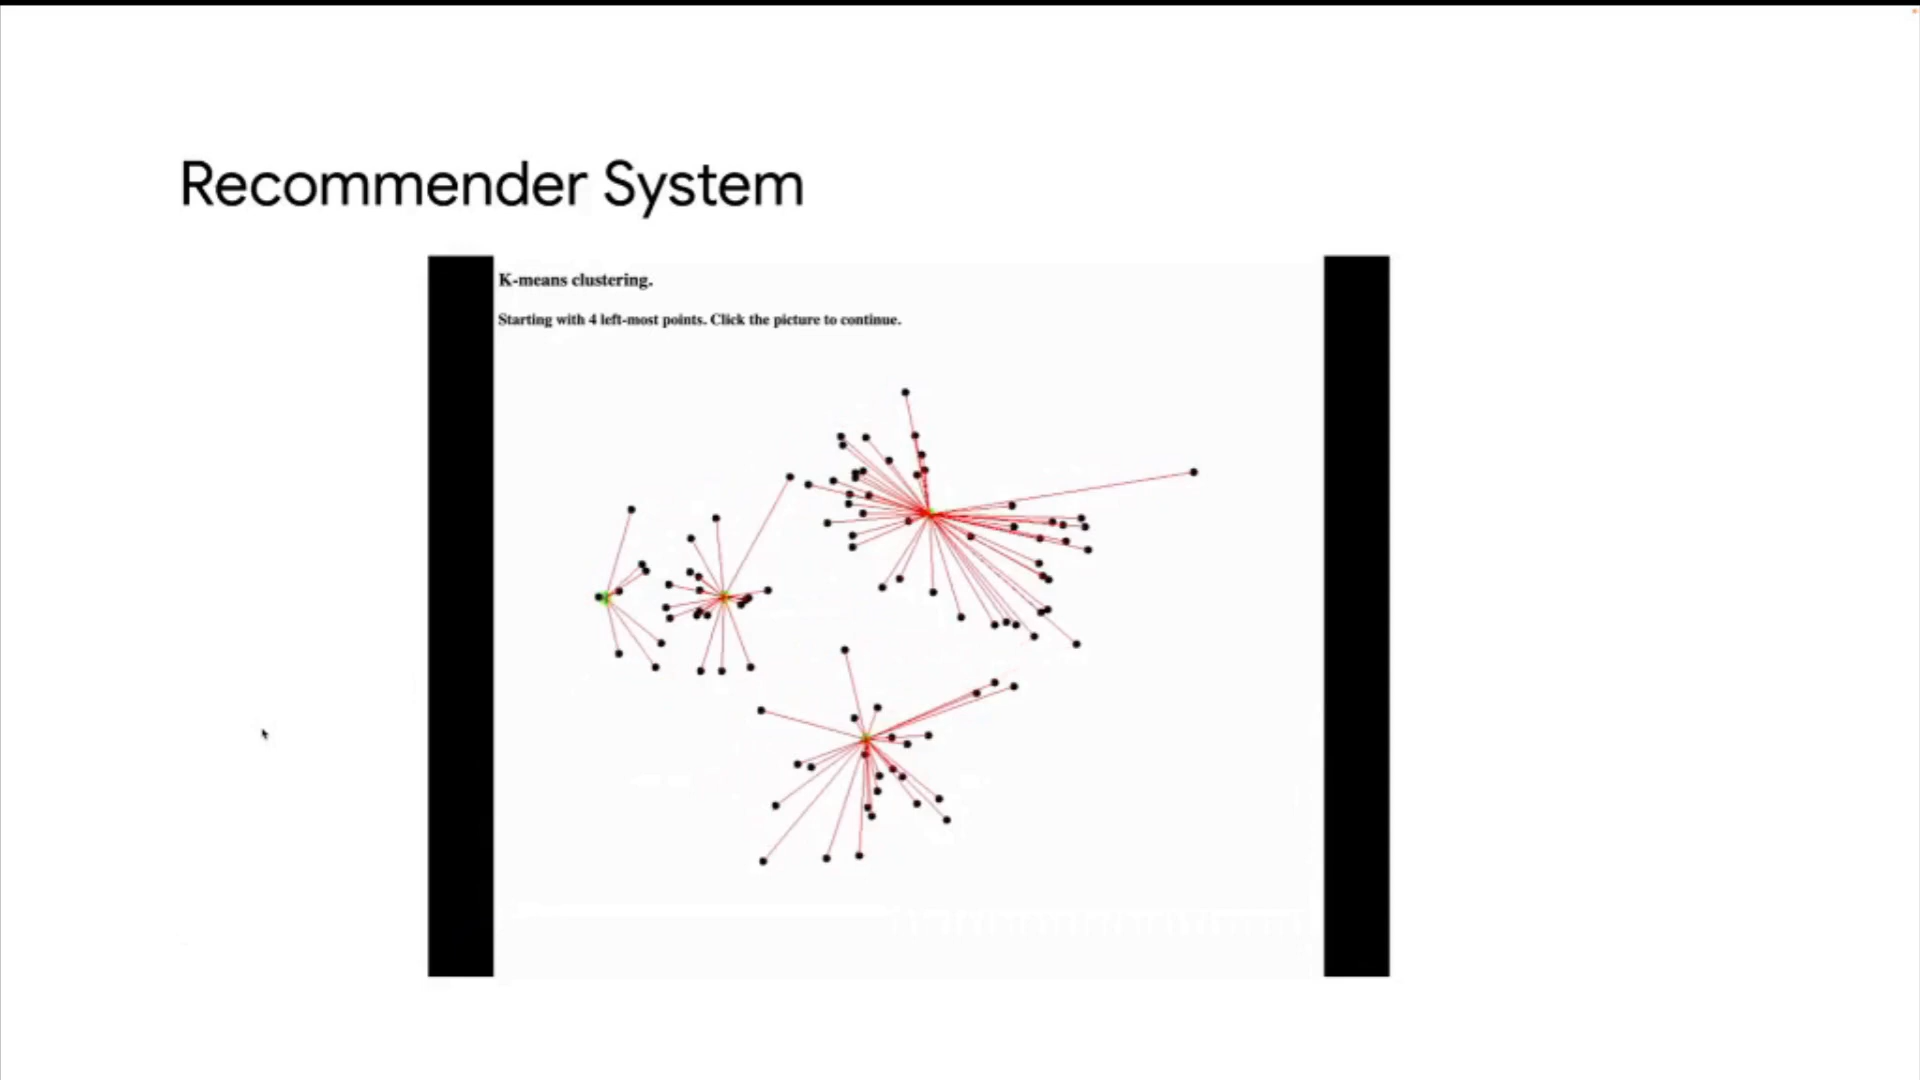 Recommender System
K-means clustering.
Starting with 4 left-most points. Click the picture to continue.